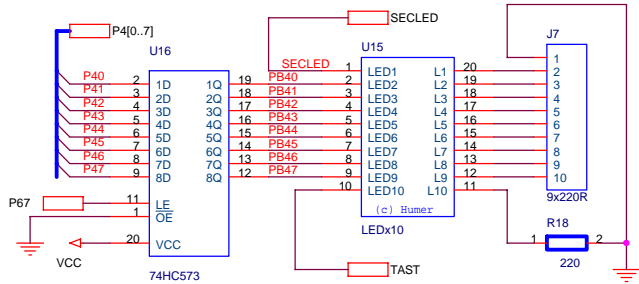 P4[0..7]
SECLED
U16
U15
J7
SECLED
P40 2 1D 1Q 19 PB40 1 LED1 L1 20 1
P41 3 2D 2Q 18 PB41 2 LED2 L2 19 2
P42 4 3D 3Q 17 PB42 3 LED3 L3 18 3
P43 5 4D 4Q 16 PB43 4 LED4 L4 17 4
P44 6 5D 5Q 15 PB44 5 LED5 L5 16 5
P45 7 6D 6Q 14 PB45 6 LED6 L6 15 6
P46 8 7D 7Q 13 PB46 7 LED7 L7 14 7
P47 9 8D 8Q 12 PB47 8 LED8 L8 13 8
9 LED9 L9 12 9
10 LED10 L10 11 10
P67 11 LE
1 OE
(c) Humer
9x220R
LEDx10
R18
1 2
20 VCC
VCC
220
74HC573
TAST